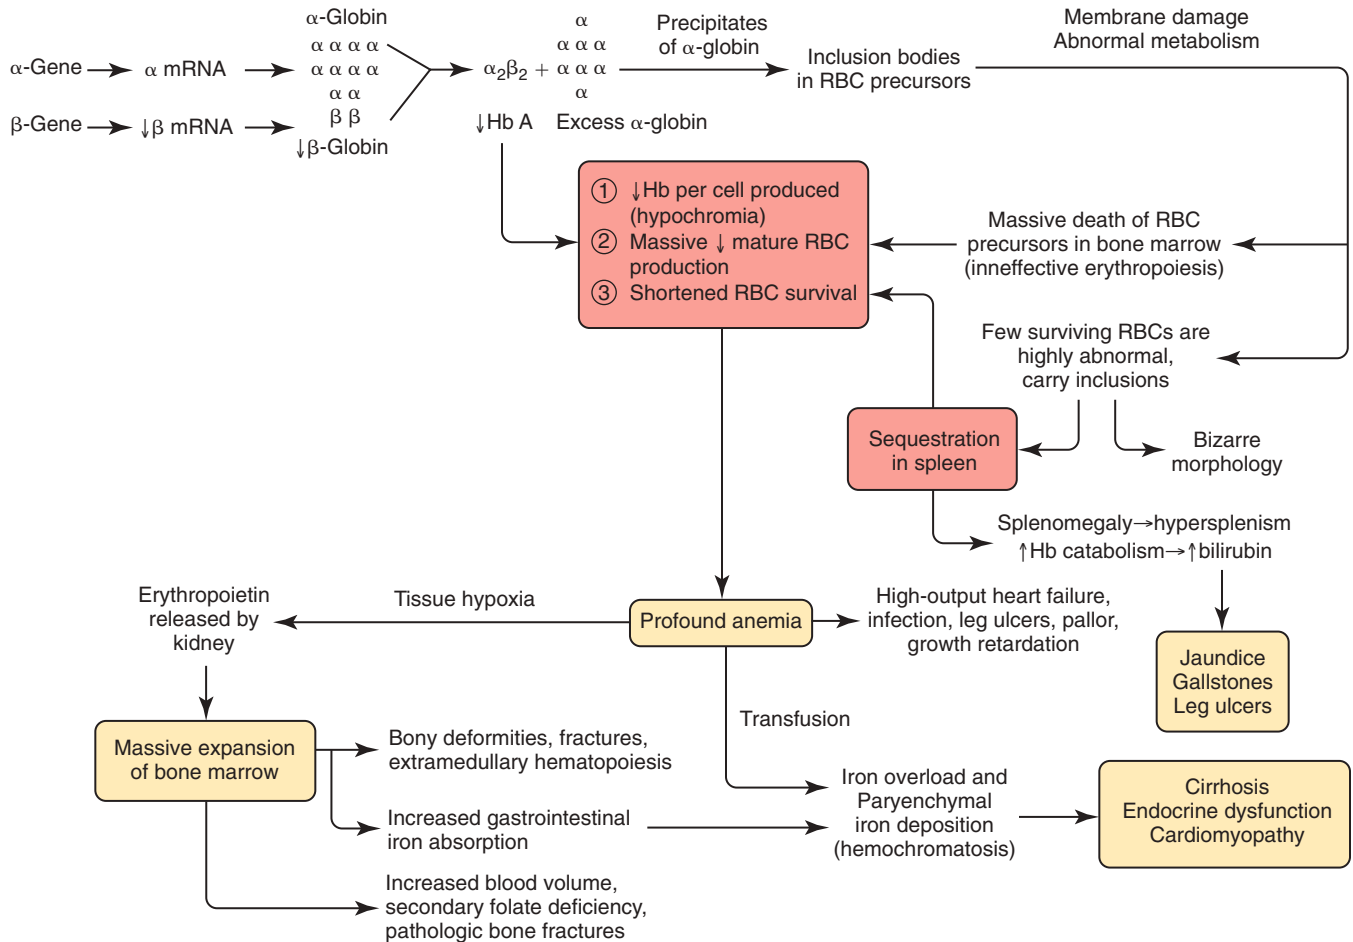 α-Gene
α mRNA
α-Globin
α α α α
α α α α
α α
β β
↓β-Globin
β-Gene
↓β mRNA
α₂β₂ +
α
α α α
α α α
α
↓Hb A
Excess α-globin
Precipitates
of α-globin
Inclusion bodies
in RBC precursors
Membrane damage
Abnormal metabolism
① ↓Hb per cell produced
(hypochromia)
② Massive ↓ mature RBC
production
③ Shortened RBC survival
Massive death of RBC
precursors in bone marrow
(inneffective erythropoiesis)
Few surviving RBCs are
highly abnormal,
carry inclusions
Sequestration
in spleen
Bizarre
morphology
Splenomegaly→hypersplenism
↑Hb catabolism→↑bilirubin
Jaundice
Gallstones
Leg ulcers
Profound anemia
High-output heart failure,
infection, leg ulcers, pallor,
growth retardation
Tissue hypoxia
Erythropoietin
released by
kidney
Massive expansion
of bone marrow
Bony deformities, fractures,
extramedullary hematopoiesis
Increased gastrointestinal
iron absorption
Increased blood volume,
secondary folate deficiency,
pathologic bone fractures
Transfusion
Iron overload and
Paryenchymal
iron deposition
(hemochromatosis)
Cirrhosis
Endocrine dysfunction
Cardiomyopathy